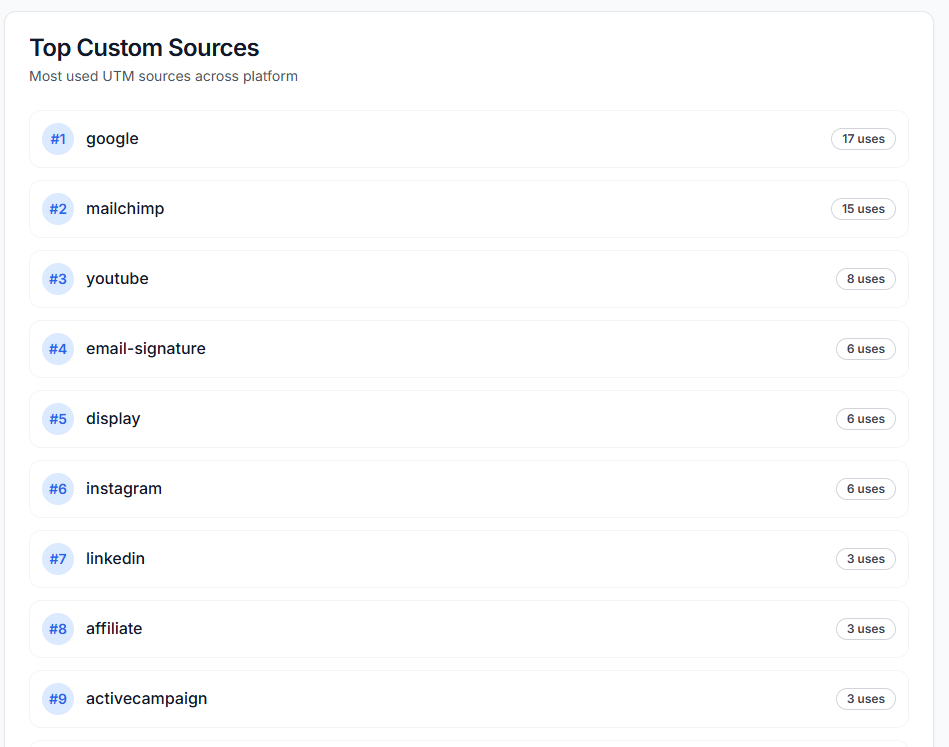 Top Custom Sources
Most used UTM sources across platform
#1 google 17 uses
#2 mailchimp 15 uses
#3 youtube 8 uses
#4 email-signature 6 uses
#5 display 6 uses
#6 instagram 6 uses
#7 linkedin 3 uses
#8 affiliate 3 uses
#9 activecampaign 3 uses